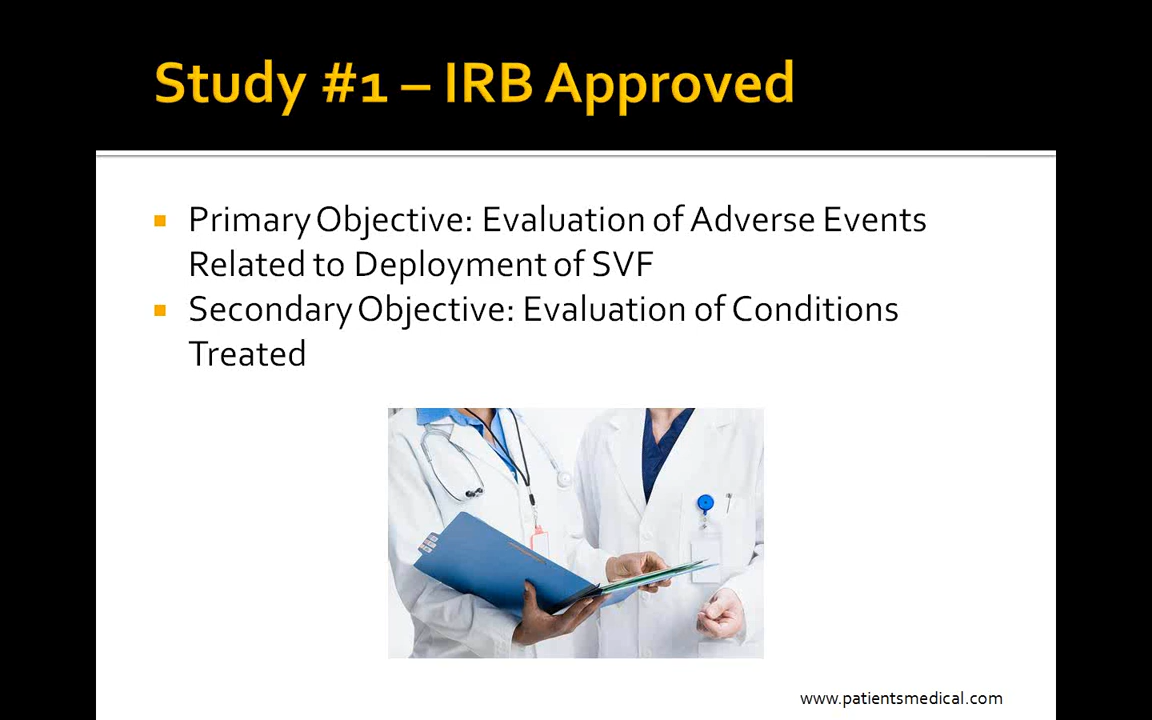 Study #1 – IRB Approved
Primary Objective: Evaluation of Adverse Events
Related to Deployment of SVF
Secondary Objective: Evaluation of Conditions
Treated
www.patientsmedical.com